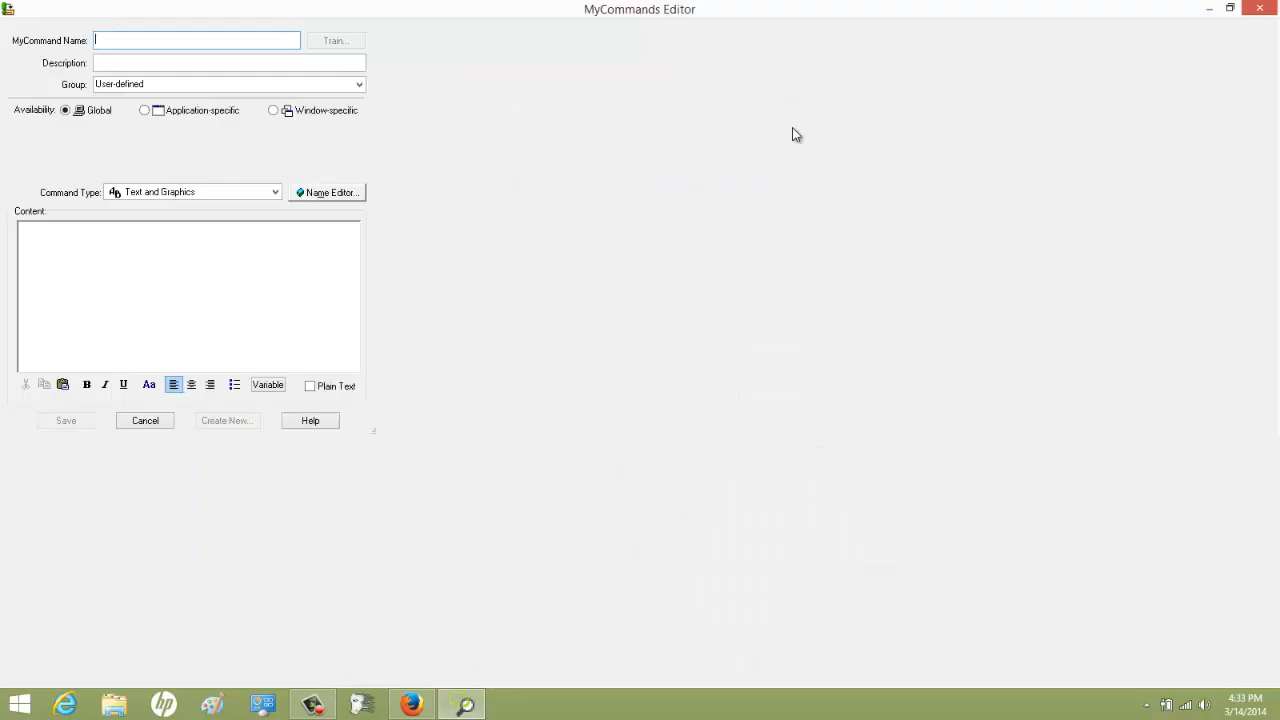 MyCommands Editor
MyCommand Name: Train...
Description:
Group: User-defined
Availability: Global Application-specific Window-specific
Command Type: Text and Graphics Name Editor...
Content:
B I U Aa Variable Plain Text
Save Cancel Create New... Help
4:33 PM
3/14/2014